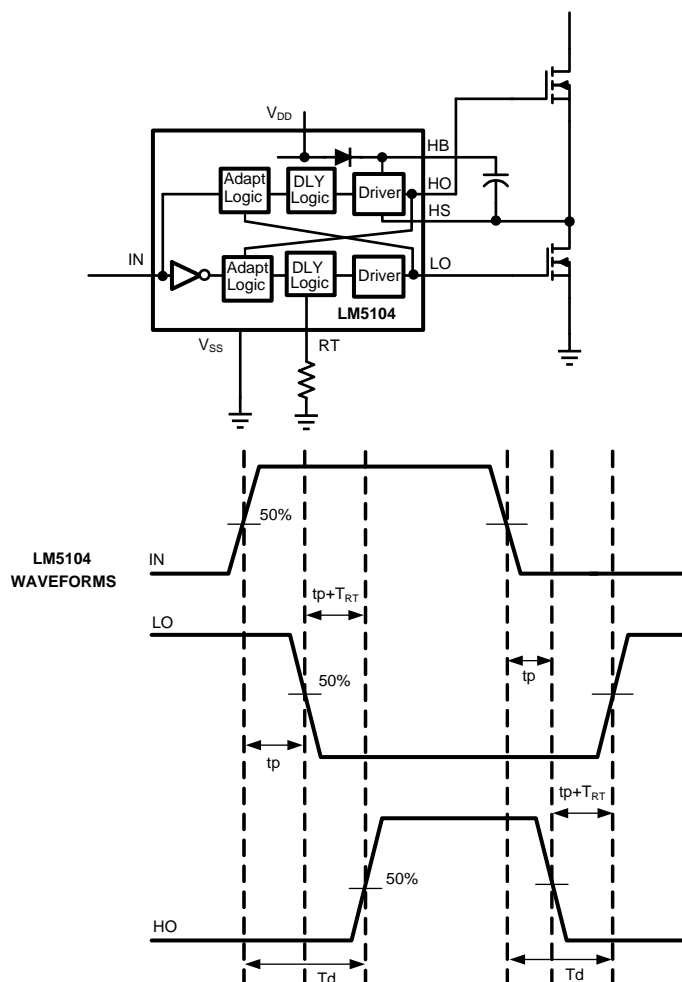 V_DD
HB
Adapt
Logic
DLY
Logic
Driver
HO
HS
IN
Adapt
Logic
DLY
Logic
Driver
LO
LM5104
V_SS
RT
50%
LM5104
WAVEFORMS
IN
tp+T_RT
LO
50%
tp
tp
tp+T_RT
50%
HO
Td
Td